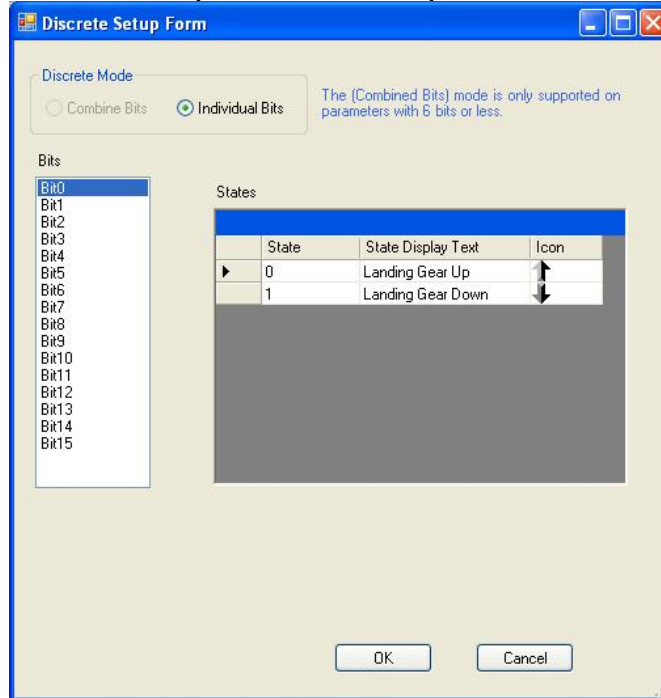 Discrete Setup Form
Discrete Mode
Combine Bits
Individual Bits
The (Combined Bits) mode is only supported on
parameters with 6 bits or less.
Bits
Bit0
Bit1
Bit2
Bit3
Bit4
Bit5
Bit6
Bit7
Bit8
Bit9
Bit10
Bit11
Bit12
Bit13
Bit14
Bit15
States
State State Display Text Icon
0 Landing Gear Up
1 Landing Gear Down
OK Cancel